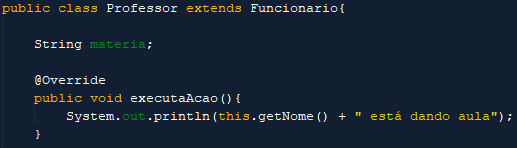 public class Professor extends Funcionario{
String materia;
@Override
public void executaAcao(){
System.out.println(this.getNome() + " está dando aula");
}